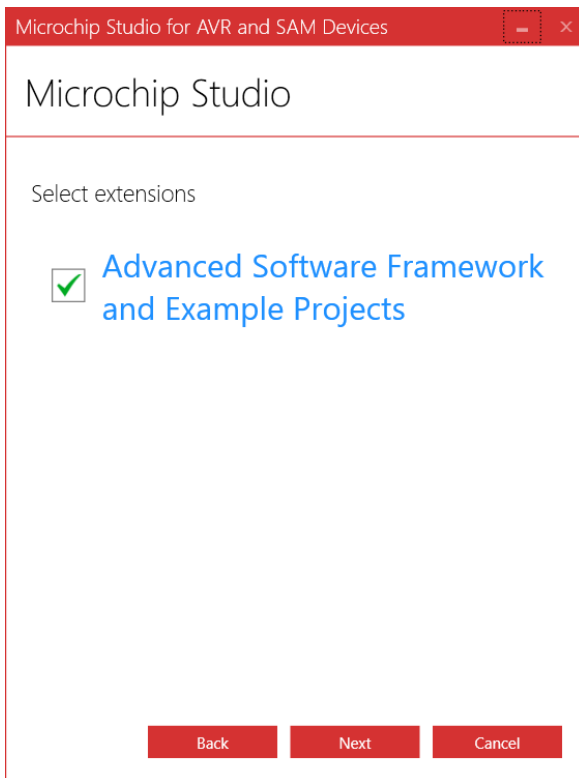 Microchip Studio for AVR and SAM Devices
Microchip Studio
Select extensions
Advanced Software Framework
and Example Projects
Back Next Cancel